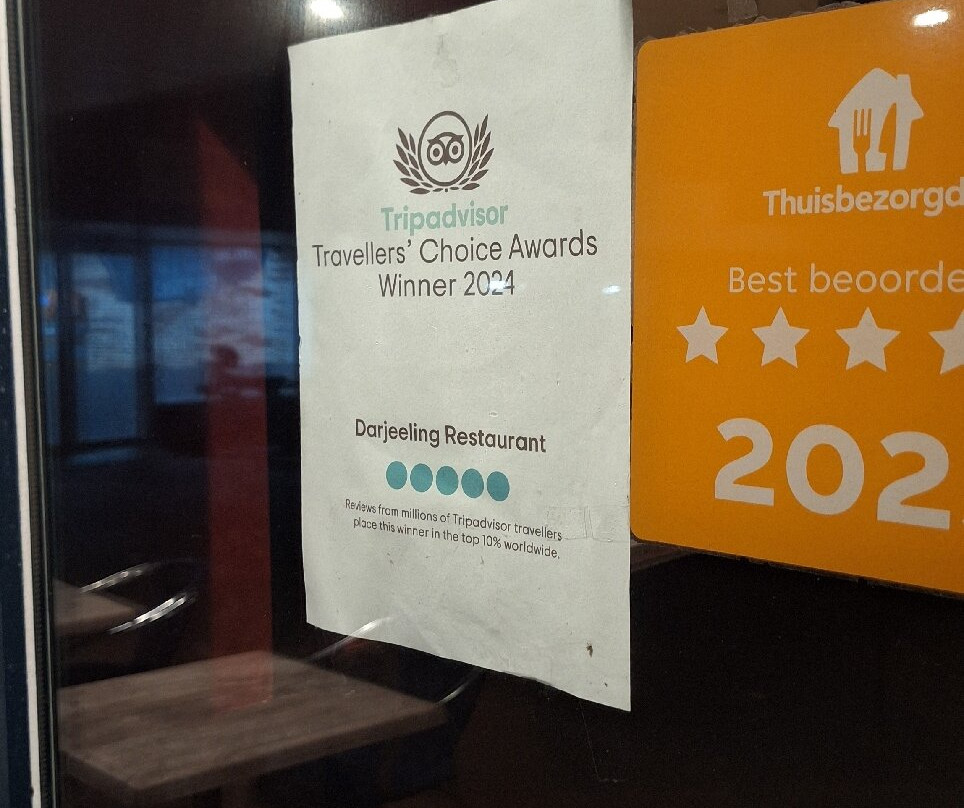 Tripadvisor
Travellers' Choice Awards
Winner 2024
Darjeeling Restaurant
Reviews from millions of Tripadvisor travellers
place this winner in the top 10% worldwide.
Thuisbezorgd
Best beoorde
202